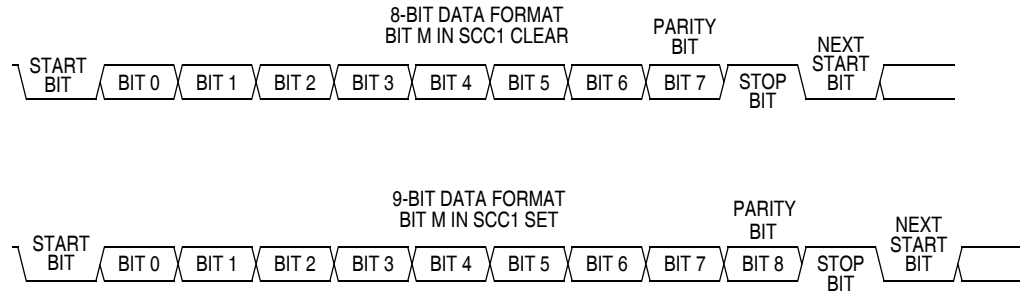 8-BIT DATA FORMAT
BIT M IN SCC1 CLEAR
PARITY
BIT
NEXT
START
BIT
START
BIT
BIT 0
BIT 1
BIT 2
BIT 3
BIT 4
BIT 5
BIT 6
BIT 7
STOP
BIT
9-BIT DATA FORMAT
BIT M IN SCC1 SET
PARITY
BIT
NEXT
START
BIT
START
BIT
BIT 0
BIT 1
BIT 2
BIT 3
BIT 4
BIT 5
BIT 6
BIT 7
BIT 8
STOP
BIT